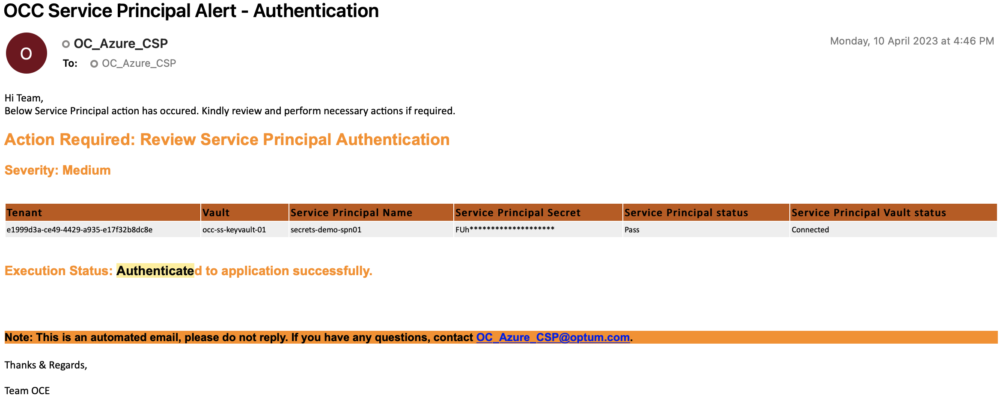 OCC Service Principal Alert - Authentication
O
OC_Azure_CSP
Monday, 10 April 2023 at 4:46 PM
To: OC_Azure_CSP
Hi Team,
Below Service Principal action has occured. Kindly review and perform necessary actions if required.
Action Required: Review Service Principal Authentication
Severity: Medium
Tenant Vault Service Principal Name Service Principal Secret Service Principal status Service Principal Vault status
e1999d3a-ce49-4429-a935-e17f32b8dc8e occ-ss-keyvault-01 secrets-demo-spn01 FUh******************** Pass Connected
Execution Status: Authenticated to application successfully.
Note: This is an automated email, please do not reply. If you have any questions, contact OC_Azure_CSP@optum.com.
Thanks & Regards,
Team OCE